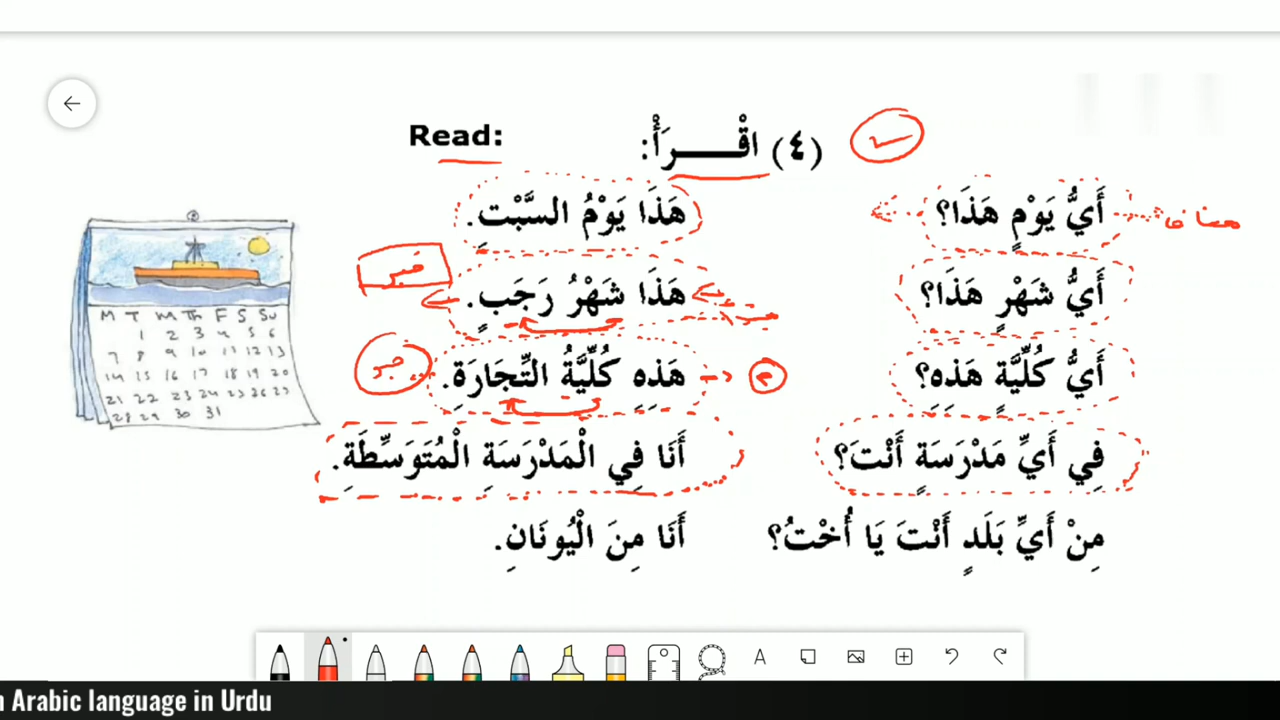 (٤) اقْـــرَأْ:
Read:
أَيُّ يَوْمٍ هَذَا؟ هَذَا يَوْمُ السَّبْتِ.
أَيُّ شَهْرٍ هَذَا؟ هَذَا شَهْرُ رَجَبٍ.
خبر
أَيُّ كُلِّيَّةٍ هَذِهِ؟ هَذِهِ كُلِّيَّةُ التِّجَارَةِ.
خبر
فِي أَيِّ مَدْرَسَةٍ أَنْتَ؟ أَنَا فِي الْمَدْرَسَةِ الْمُتَوَسِّطَةِ.
مِنْ أَيِّ بَلَدٍ أَنْتَ يَا أُخْتُ؟ أَنَا مِنَ الْيُونَانِ.
M T W Th F S Su
1 2 3 4 5 6
7 8 9 10 11 12 13
14 15 16 17 18 19 20
21 22 23 24 25 26 27
28 29 30 31
A
Arabic language in Urdu